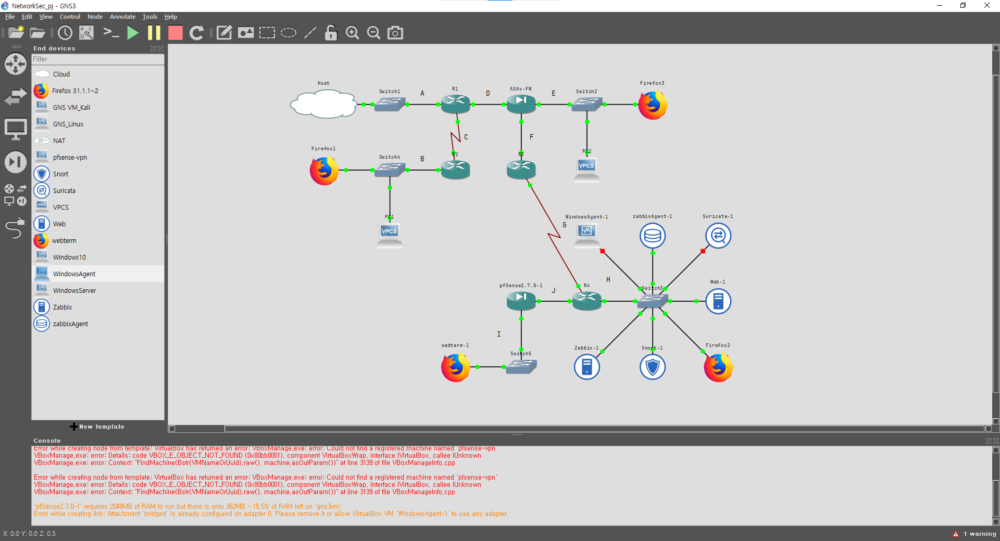 NetworkSec_pj - GNS3
File Edit View Control Node Annotate Tools Help
End devices
Filter
Cloud
Firefox 31.1.1~2
GNS VM_Kali
GNS_Linux
NAT
pfsense-vpn
Snort
Suricata
VPCS
Web
webterm
Windows10
WindowsAgent
WindowsServer
Zabbix
zabbixAgent
New template
Host
Switch1
A
R1
D
ASAv-FW
E
Switch2
Firefox3
C
F
Firefox1
Switch4
B
R2
R3
PC2
VPCS
PC1
VPCS
G
WindowsAgent-1
zabbixAgent-1
Suricata-1
pfSense2.7.0-1
J
R4
H
Switch3
Web-1
I
webterm-1
Switch5
Zabbix-1
Snort-1
Firefox2
Console
Error while creating node from template: VirtualBox has returned an error: VBoxManage.exe: error: Could not find a registered machine named 'pfsense-vpn'
VBoxManage.exe: error: Details: code VBOX_E_OBJECT_NOT_FOUND (0x80bb0001), component VirtualBoxWrap, interface IVirtualBox, callee IUnknown
VBoxManage.exe: error: Context: "FindMachine(Bstr(VMNameOrUuid).raw(), machine.asOutParam())" at line 3139 of file VBoxManageInfo.cpp
Error while creating node from template: VirtualBox has returned an error: VBoxManage.exe: error: Could not find a registered machine named 'pfsense-vpn'
VBoxManage.exe: error: Details: code VBOX_E_OBJECT_NOT_FOUND (0x80bb0001), component VirtualBoxWrap, interface IVirtualBox, callee IUnknown
VBoxManage.exe: error: Context: "FindMachine(Bstr(VMNameOrUuid).raw(), machine.asOutParam())" at line 3139 of file VBoxManageInfo.cpp
"pfSense2.7.0-1" requires 2048MB of RAM to run but there is only 362MB - 18.5% of RAM left on "gns3vm"
Error while creating link: Attachment 'bridged' is already configured on adapter 0. Please remove it or allow VirtualBox VM 'WindowsAgent-1' to use any adapter.
X: 0.0 Y: 0.0 Z: 0.5
1 warning